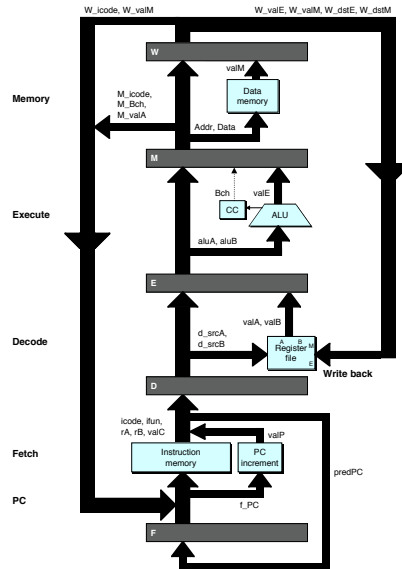 W_icode, W_valM
W_valE, W_valM, W_dstE, W_dstM
W
valM
Memory
M_icode,
M_Bch,
M_valA
Data
memory
Addr, Data
M
Bch
valE
CC
ALU
Execute
aluA, aluB
E
d_srcA,
d_srcB
valA, valB
Decode
A
B
M
Register
file
E
Write back
D
icode, ifun,
rA, rB, valC
valP
Fetch
Instruction
memory
PC
increment
predPC
PC
f_PC
F